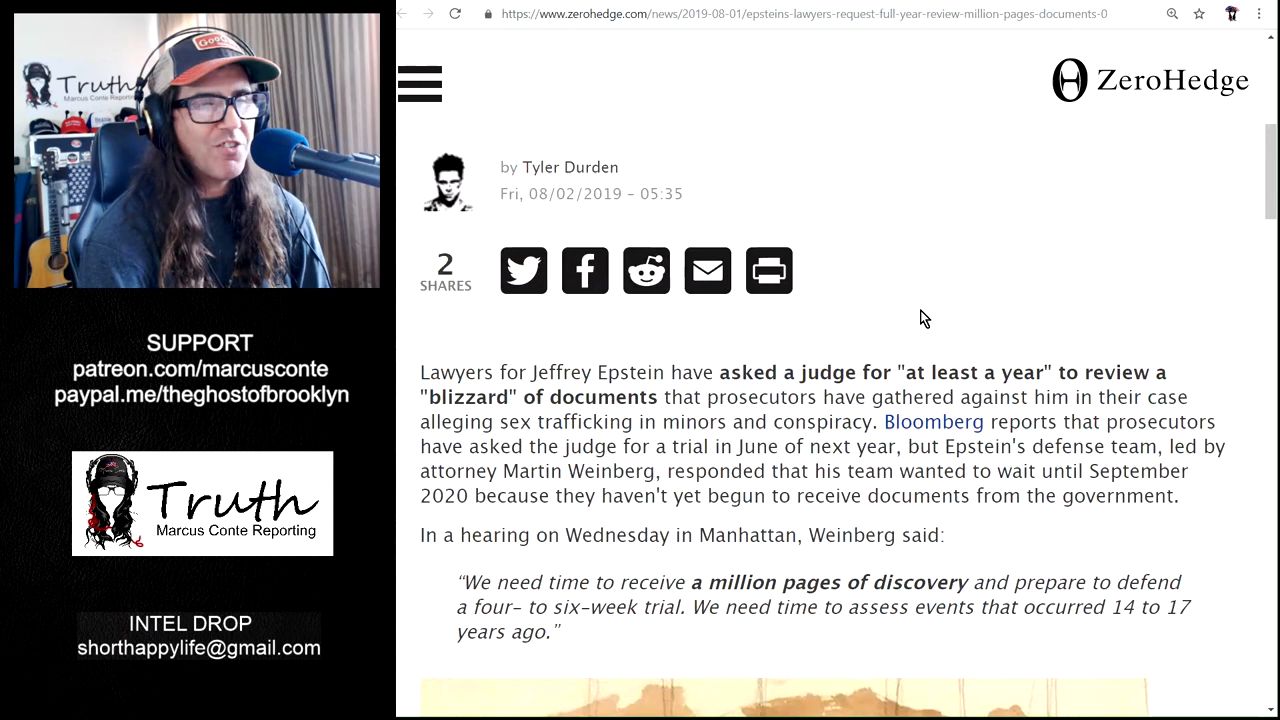 https://www.zerohedge.com/news/2019-08-01/epsteins-lawyers-request-full-year-review-million-pages-documents-0
ZeroHedge
by Tyler Durden
Fri, 08/02/2019 – 05:35
2
SHARES
Lawyers for Jeffrey Epstein have asked a judge for "at least a year" to review a
"blizzard" of documents that prosecutors have gathered against him in their case
alleging sex trafficking in minors and conspiracy. Bloomberg reports that prosecutors
have asked the judge for a trial in June of next year, but Epstein's defense team, led by
attorney Martin Weinberg, responded that his team wanted to wait until September
2020 because they haven't yet begun to receive documents from the government.
In a hearing on Wednesday in Manhattan, Weinberg said:
“We need time to receive a million pages of discovery and prepare to defend
a four– to six–week trial. We need time to assess events that occurred 14 to 17
years ago.”
Truth
Marcus Conte Reporting
SUPPORT
patreon.com/marcusconte
paypal.me/theghostofbrooklyn
Truth
Marcus Conte Reporting
INTEL DROP
shorthappylife@gmail.com